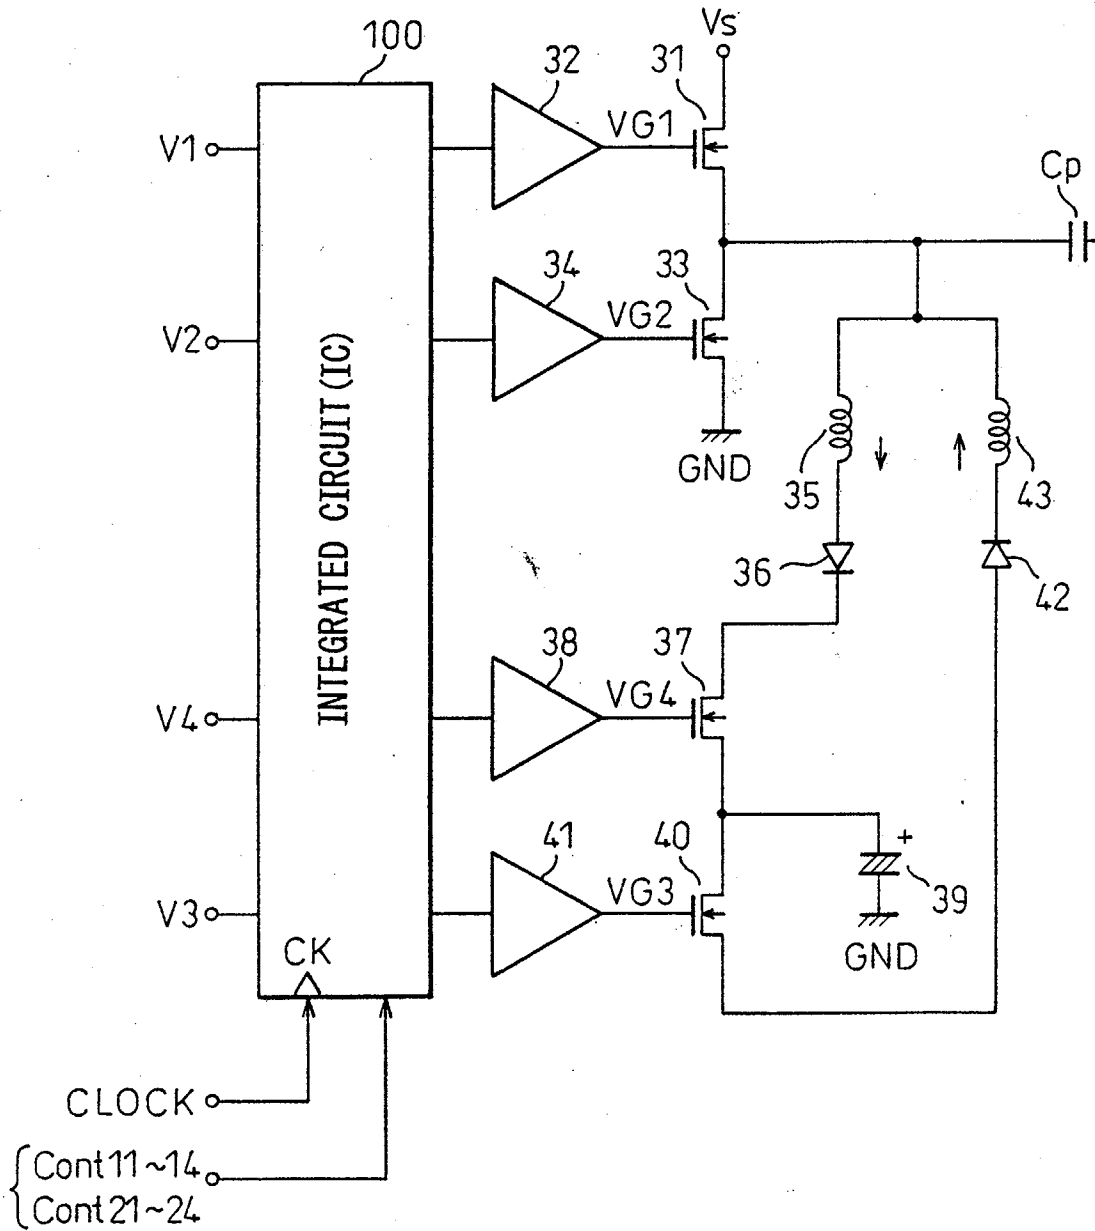 100
32
31
Vs
V1
VG1
Cp
34
33
V2
VG2
INTEGRATED CIRCUIT (IC)
GND
35
43
36
42
38
37
V4
VG4
41
40
+
39
V3
VG3
GND
CK
CLOCK
Cont11~14
Cont21~24